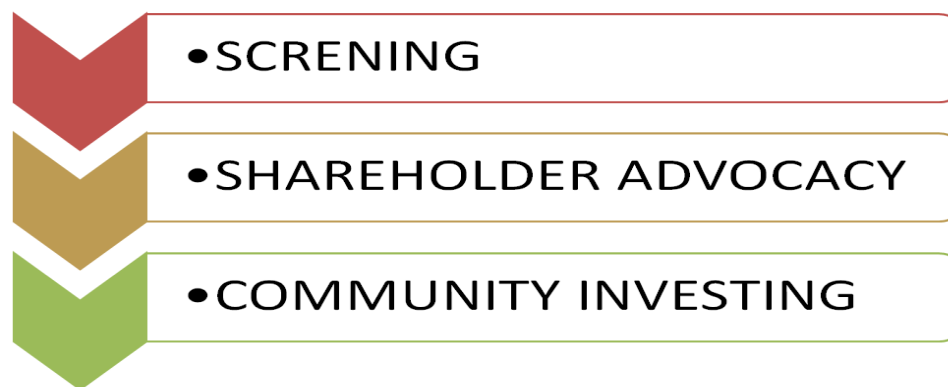 •SCRENING
•SHAREHOLDER ADVOCACY
•COMMUNITY INVESTING